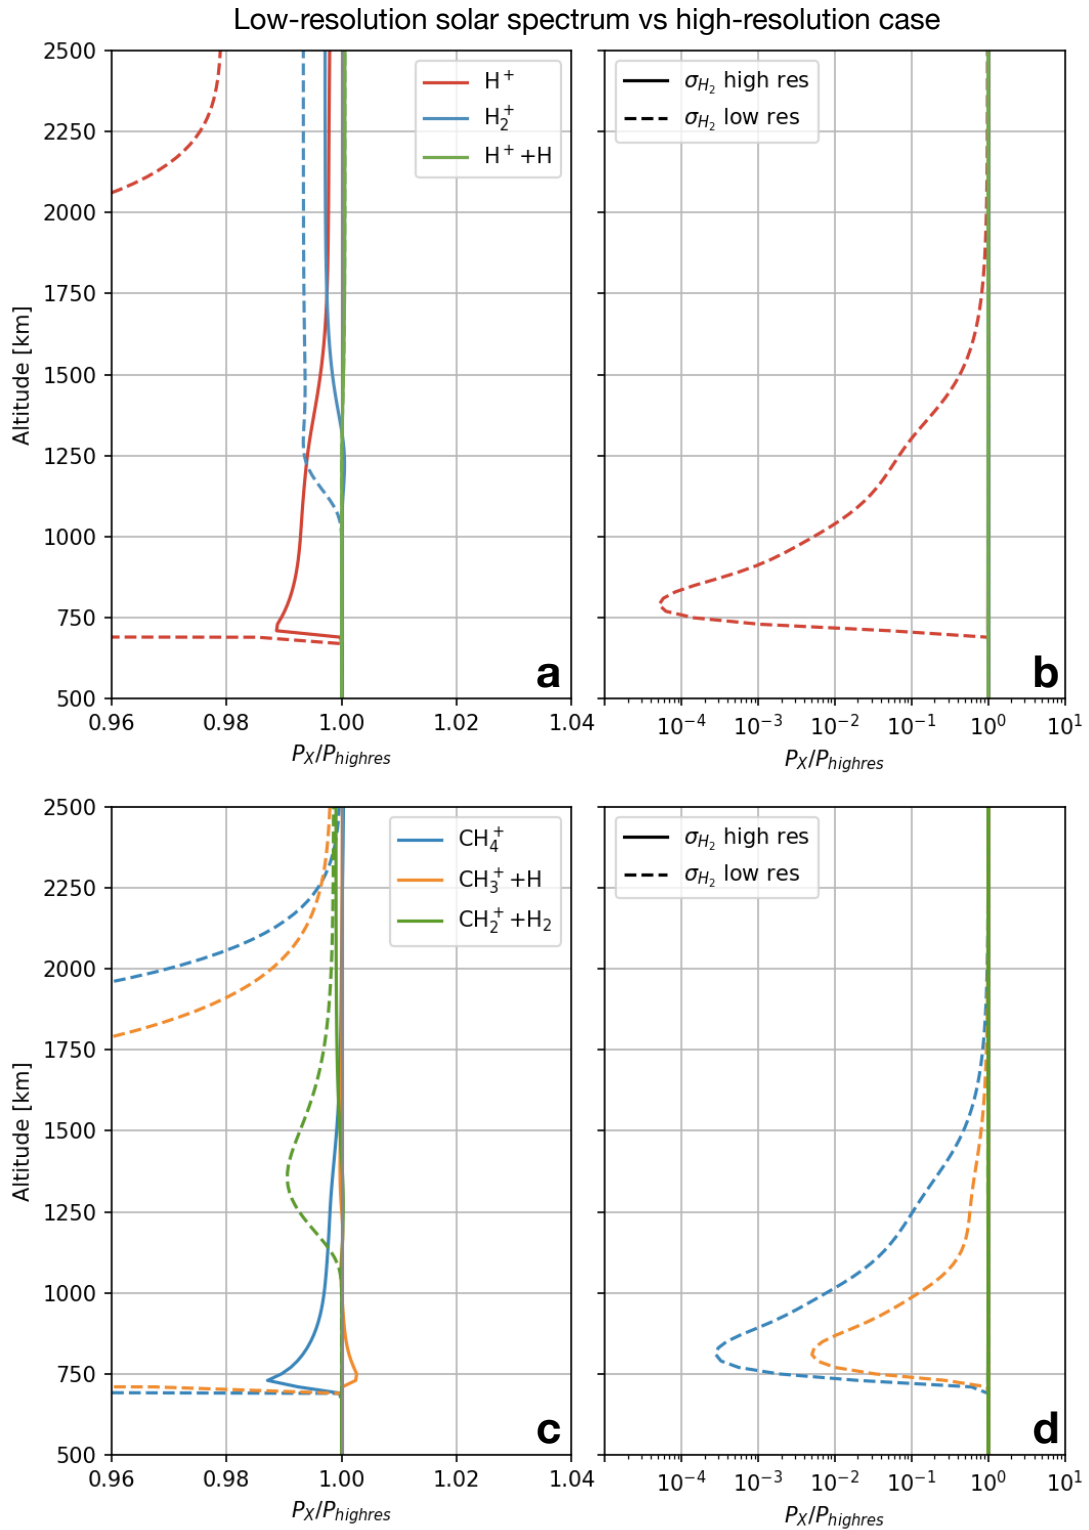 Low-resolution solar spectrum vs high-resolution case
2500
2250
2000
1750
1500
1250
1000
750
500
Altitude [km]
0.96 0.98 1.00 1.02 1.04
P_X/P_highres
H⁺
H₂⁺
H⁺+H
a
σ_H₂ high res
σ_H₂ low res
10⁻⁴ 10⁻³ 10⁻² 10⁻¹ 10⁰ 10¹
P_X/P_highres
b
2500
2250
2000
1750
1500
1250
1000
750
500
Altitude [km]
0.96 0.98 1.00 1.02 1.04
P_X/P_highres
CH₄⁺
CH₃⁺+H
CH₂⁺+H₂
c
σ_H₂ high res
σ_H₂ low res
10⁻⁴ 10⁻³ 10⁻² 10⁻¹ 10⁰ 10¹
P_X/P_highres
d